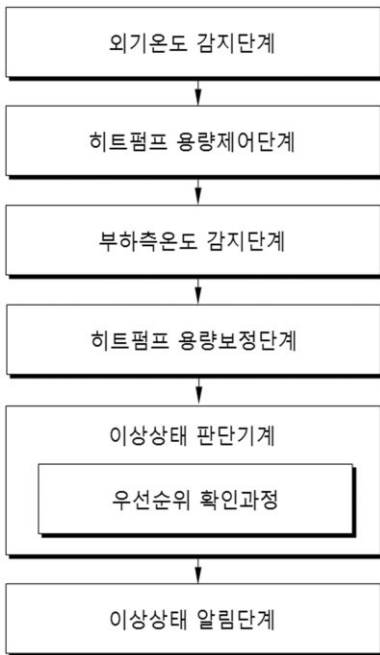 외기온도 감지단계
히트펌프 용량제어단계
부하측온도 감지단계
히트펌프 용량보정단계
이상상태 판단기계
우선순위 확인과정
이상상태 알림단계